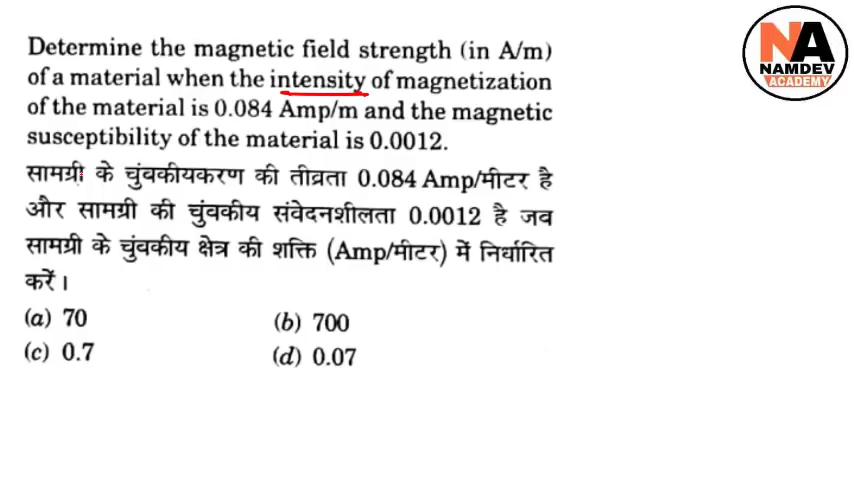 Determine the magnetic field strength (in A/m)
of a material when the intensity of magnetization
of the material is 0.084 Amp/m and the magnetic
susceptibility of the material is 0.0012.
सामग्री के चुंबकीयकरण की तीव्रता 0.084 Amp/मीटर है
और सामग्री की चुंबकीय संवेदनशीलता 0.0012 है जब
सामग्री के चुंबकीय क्षेत्र की शक्ति (Amp/मीटर) में निर्धारित
करें।
(a) 70 (b) 700
(c) 0.7 (d) 0.07
NA
NAMDEV
ACADEMY